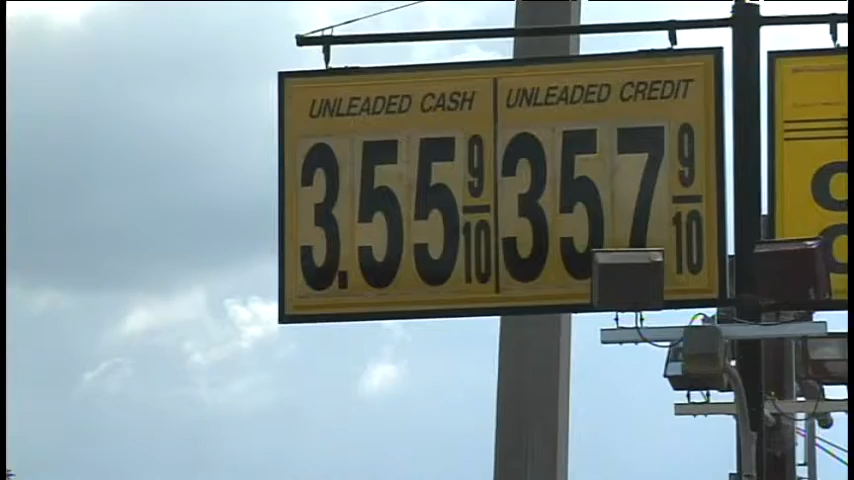 UNLEADED CASH
3.55 9/10
UNLEADED CREDIT
357 9/10